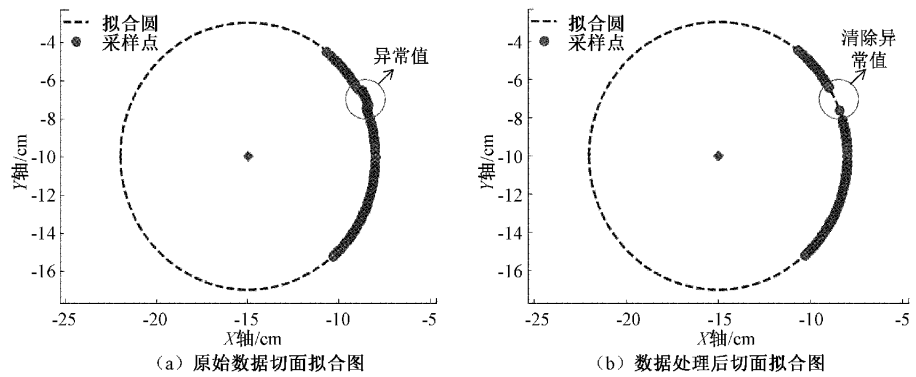 拟合圆
采样点
异常值
-4
-6
-8
-10
-12
-14
-16
Y轴/cm
-25
-20
-15
-10
-5
X轴/cm
(a) 原始数据切面拟合图
拟合圆
采样点
清除异
常值
-4
-6
-8
-10
-12
-14
-16
Y轴/cm
-25
-20
-15
-10
-5
X轴/cm
(b) 数据处理后切面拟合图